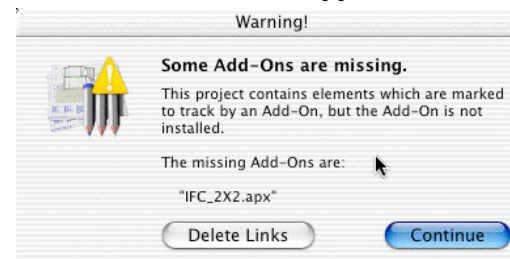 Warning!
Some Add-Ons are missing.
This project contains elements which are marked
to track by an Add-On, but the Add-On is not
installed.
The missing Add-Ons are:
"IFC_2X2.apx"
Delete Links
Continue